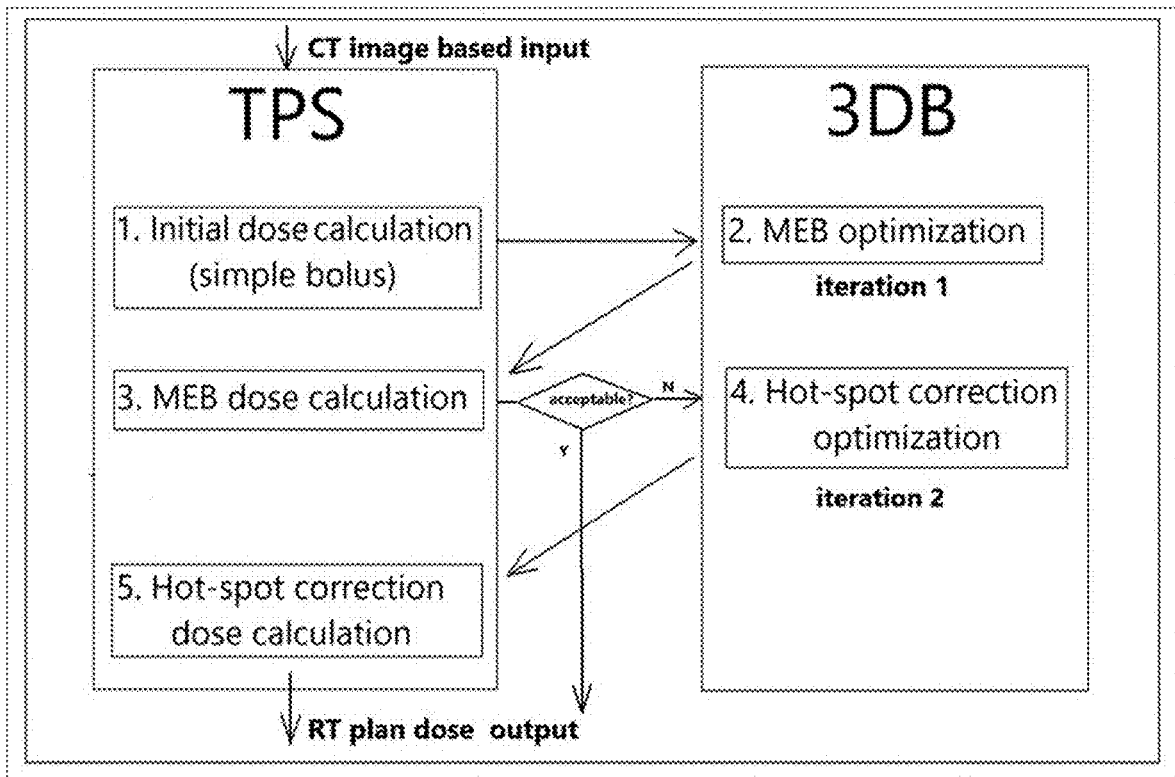 CT image based input
TPS
3DB
1. Initial dose calculation
(simple bolus)
2. MEB optimization
iteration 1
3. MEB dose calculation
acceptable?
N
Y
4. Hot-spot correction
optimization
iteration 2
5. Hot-spot correction
dose calculation
RT plan dose output